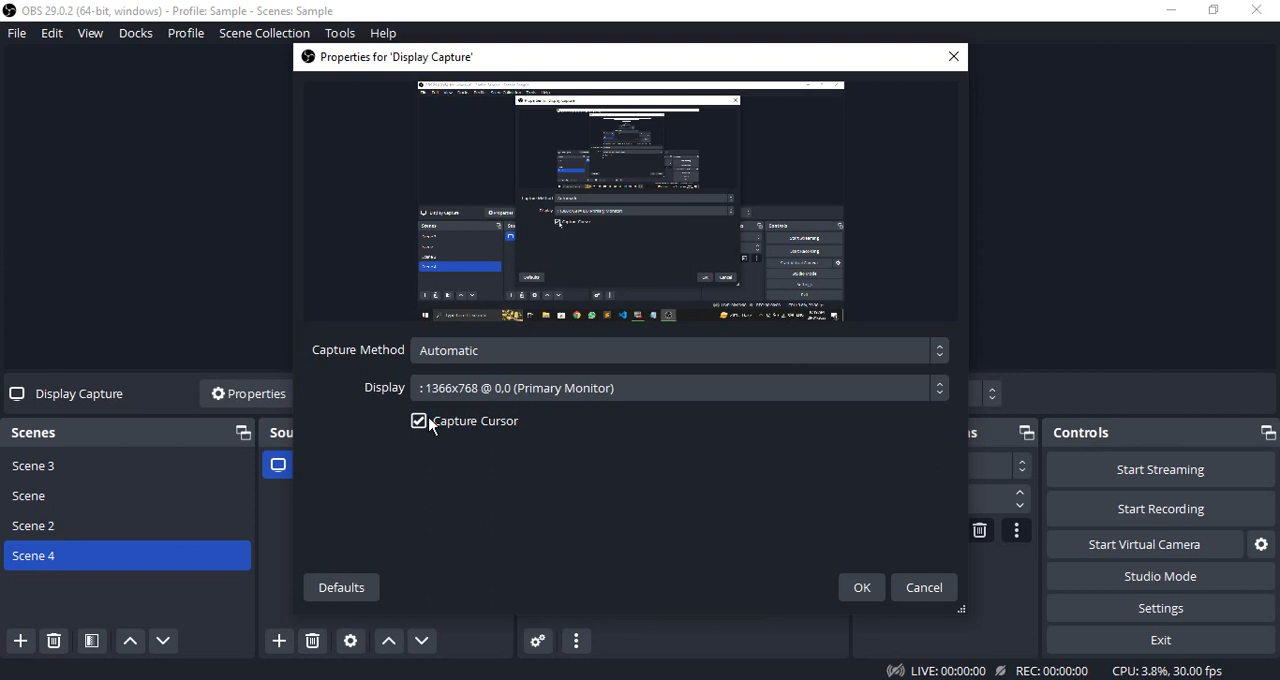 OBS 29.0.2 (64-bit, windows) - Profile: Sample - Scenes: Sample
File Edit View Docks Profile Scene Collection Tools Help
Properties for 'Display Capture'
Capture Method Automatic
Display : 1366x768 @ 0,0 (Primary Monitor)
Capture Cursor
Display Capture Properties
Scenes
Sou
ns
Controls
Scene 3
Scene
Scene 2
Scene 4
Start Streaming
Start Recording
Start Virtual Camera
Studio Mode
Settings
Exit
Defaults
OK
Cancel
LIVE: 00:00:00 REC: 00:00:00 CPU: 3.8%, 30.00 fps